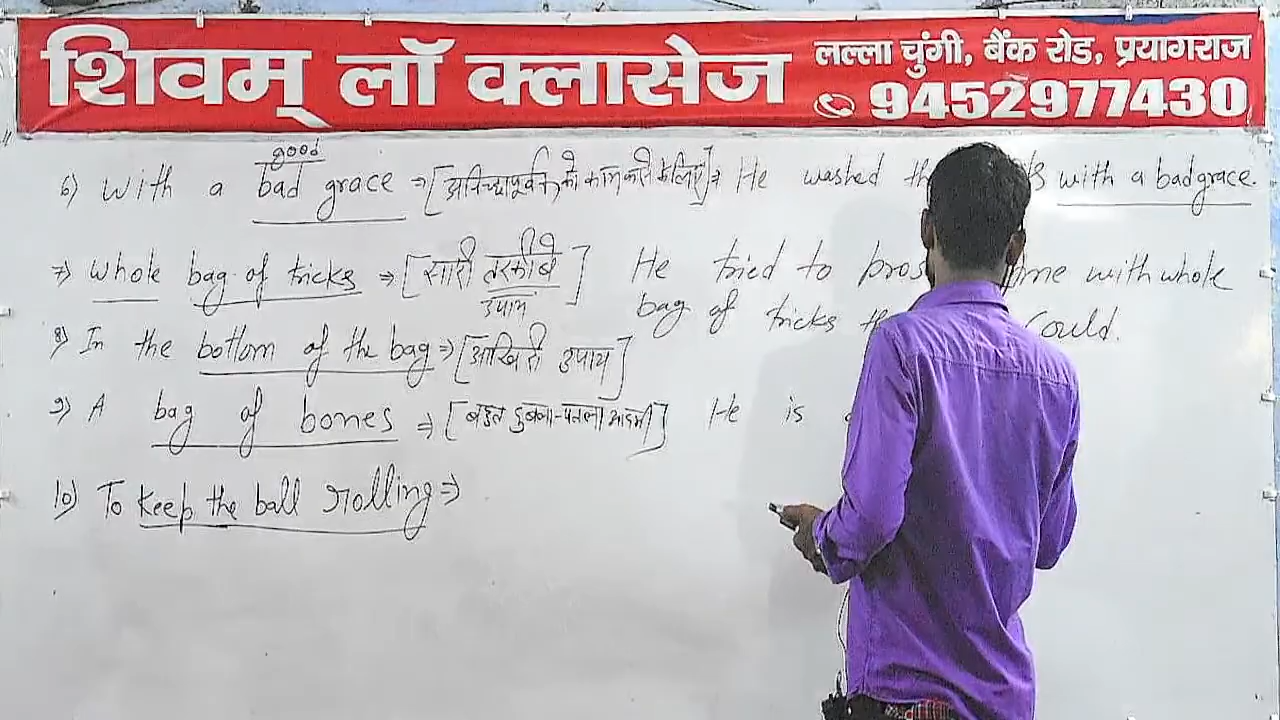 शिवम् लॉ क्लासेज
लल्ला चुंगी, बैंक रोड, प्रयागराज
9452977430
good
6) With a bad grace ⇒ [अनिच्छापूर्वक को काम करने के लिए] ⇒ He washed with a bad grace.
7) whole bag of tricks ⇒ [सारी तरकीबे] He tried to me with whole
उपाय bag of tricks could.
8) In the bottom of the bag ⇒ [आखिरी उपाय]
9) A bag of bones ⇒ [बहुत दुबला-पतला आदमी] He is
10) To keep the ball rolling ⇒